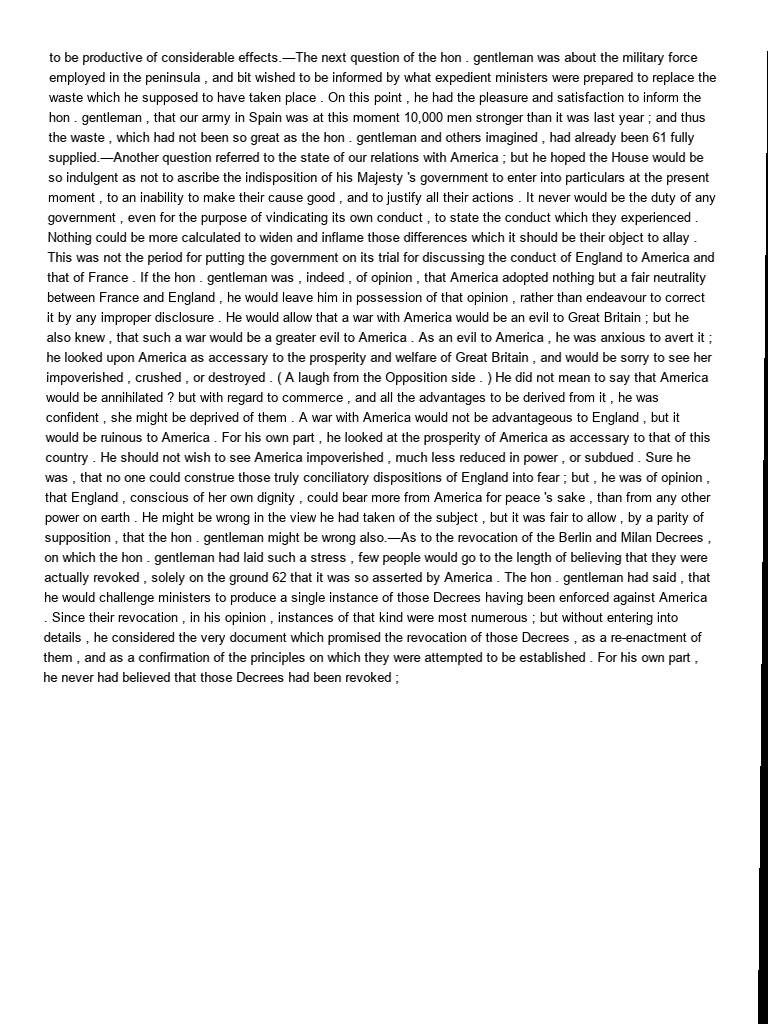 to be productive of considerable effects.—The next question of the hon . gentleman was about the military force
employed in the peninsula , and bit wished to be informed by what expedient ministers were prepared to replace the
waste which he supposed to have taken place . On this point , he had the pleasure and satisfaction to inform the
hon . gentleman , that our army in Spain was at this moment 10,000 men stronger than it was last year ; and thus
the waste , which had not been so great as the hon . gentleman and others imagined , had already been 61 fully
supplied.—Another question referred to the state of our relations with America ; but he hoped the House would be
so indulgent as not to ascribe the indisposition of his Majesty 's government to enter into particulars at the present
moment , to an inability to make their cause good , and to justify all their actions . It never would be the duty of any
government , even for the purpose of vindicating its own conduct , to state the conduct which they experienced .
Nothing could be more calculated to widen and inflame those differences which it should be their object to allay .
This was not the period for putting the government on its trial for discussing the conduct of England to America and
that of France . If the hon . gentleman was , indeed , of opinion , that America adopted nothing but a fair neutrality
between France and England , he would leave him in possession of that opinion , rather than endeavour to correct
it by any improper disclosure . He would allow that a war with America would be an evil to Great Britain ; but he
also knew , that such a war would be a greater evil to America . As an evil to America , he was anxious to avert it ;
he looked upon America as accessary to the prosperity and welfare of Great Britain , and would be sorry to see her
impoverished , crushed , or destroyed . ( A laugh from the Opposition side . ) He did not mean to say that America
would be annihilated ? but with regard to commerce , and all the advantages to be derived from it , he was
confident , she might be deprived of them . A war with America would not be advantageous to England , but it
would be ruinous to America . For his own part , he looked at the prosperity of America as accessary to that of this
country . He should not wish to see America impoverished , much less reduced in power , or subdued . Sure he
was , that no one could construe those truly conciliatory dispositions of England into fear ; but , he was of opinion ,
that England , conscious of her own dignity , could bear more from America for peace 's sake , than from any other
power on earth . He might be wrong in the view he had taken of the subject , but it was fair to allow , by a parity of
supposition , that the hon . gentleman might be wrong also.—As to the revocation of the Berlin and Milan Decrees ,
on which the hon . gentleman had laid such a stress , few people would go to the length of believing that they were
actually revoked , solely on the ground 62 that it was so asserted by America . The hon . gentleman had said , that
he would challenge ministers to produce a single instance of those Decrees having been enforced against America
. Since their revocation , in his opinion , instances of that kind were most numerous ; but without entering into
details , he considered the very document which promised the revocation of those Decrees , as a re-enactment of
them , and as a confirmation of the principles on which they were attempted to be established . For his own part ,
he never had believed that those Decrees had been revoked ;